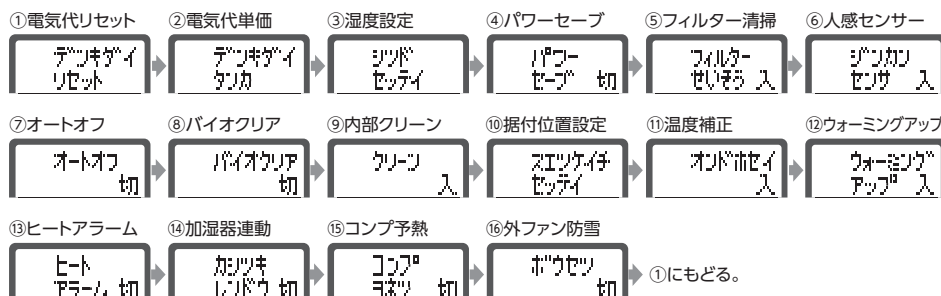 ①電気代リセット ②電気代単価 ③湿度設定 ④パワーセーブ ⑤フィルター清掃 ⑥人感センサー
デンキダイ デンキダイ シツド パワー フィルター ジンカン
リセット タンカ セッテイ セーブ 切 せいそう 入 センサ 入
⑦オートオフ ⑧バイオクリア ⑨内部クリーン ⑩据付位置設定 ⑪温度補正 ⑫ウォーミングアップ
オートオフ バイオクリア クリーン スエツケイチ オンドホセイ ウォーミング
切 切 入 セッテイ 入 アップ 入
⑬ヒートアラーム ⑭加湿器連動 ⑮コンプ予熱 ⑯外ファン防雪
ヒート カシツキ コンプ ボウセツ ①にもどる。
アラーム 切 レンドウ 切 ヨネツ 切 切